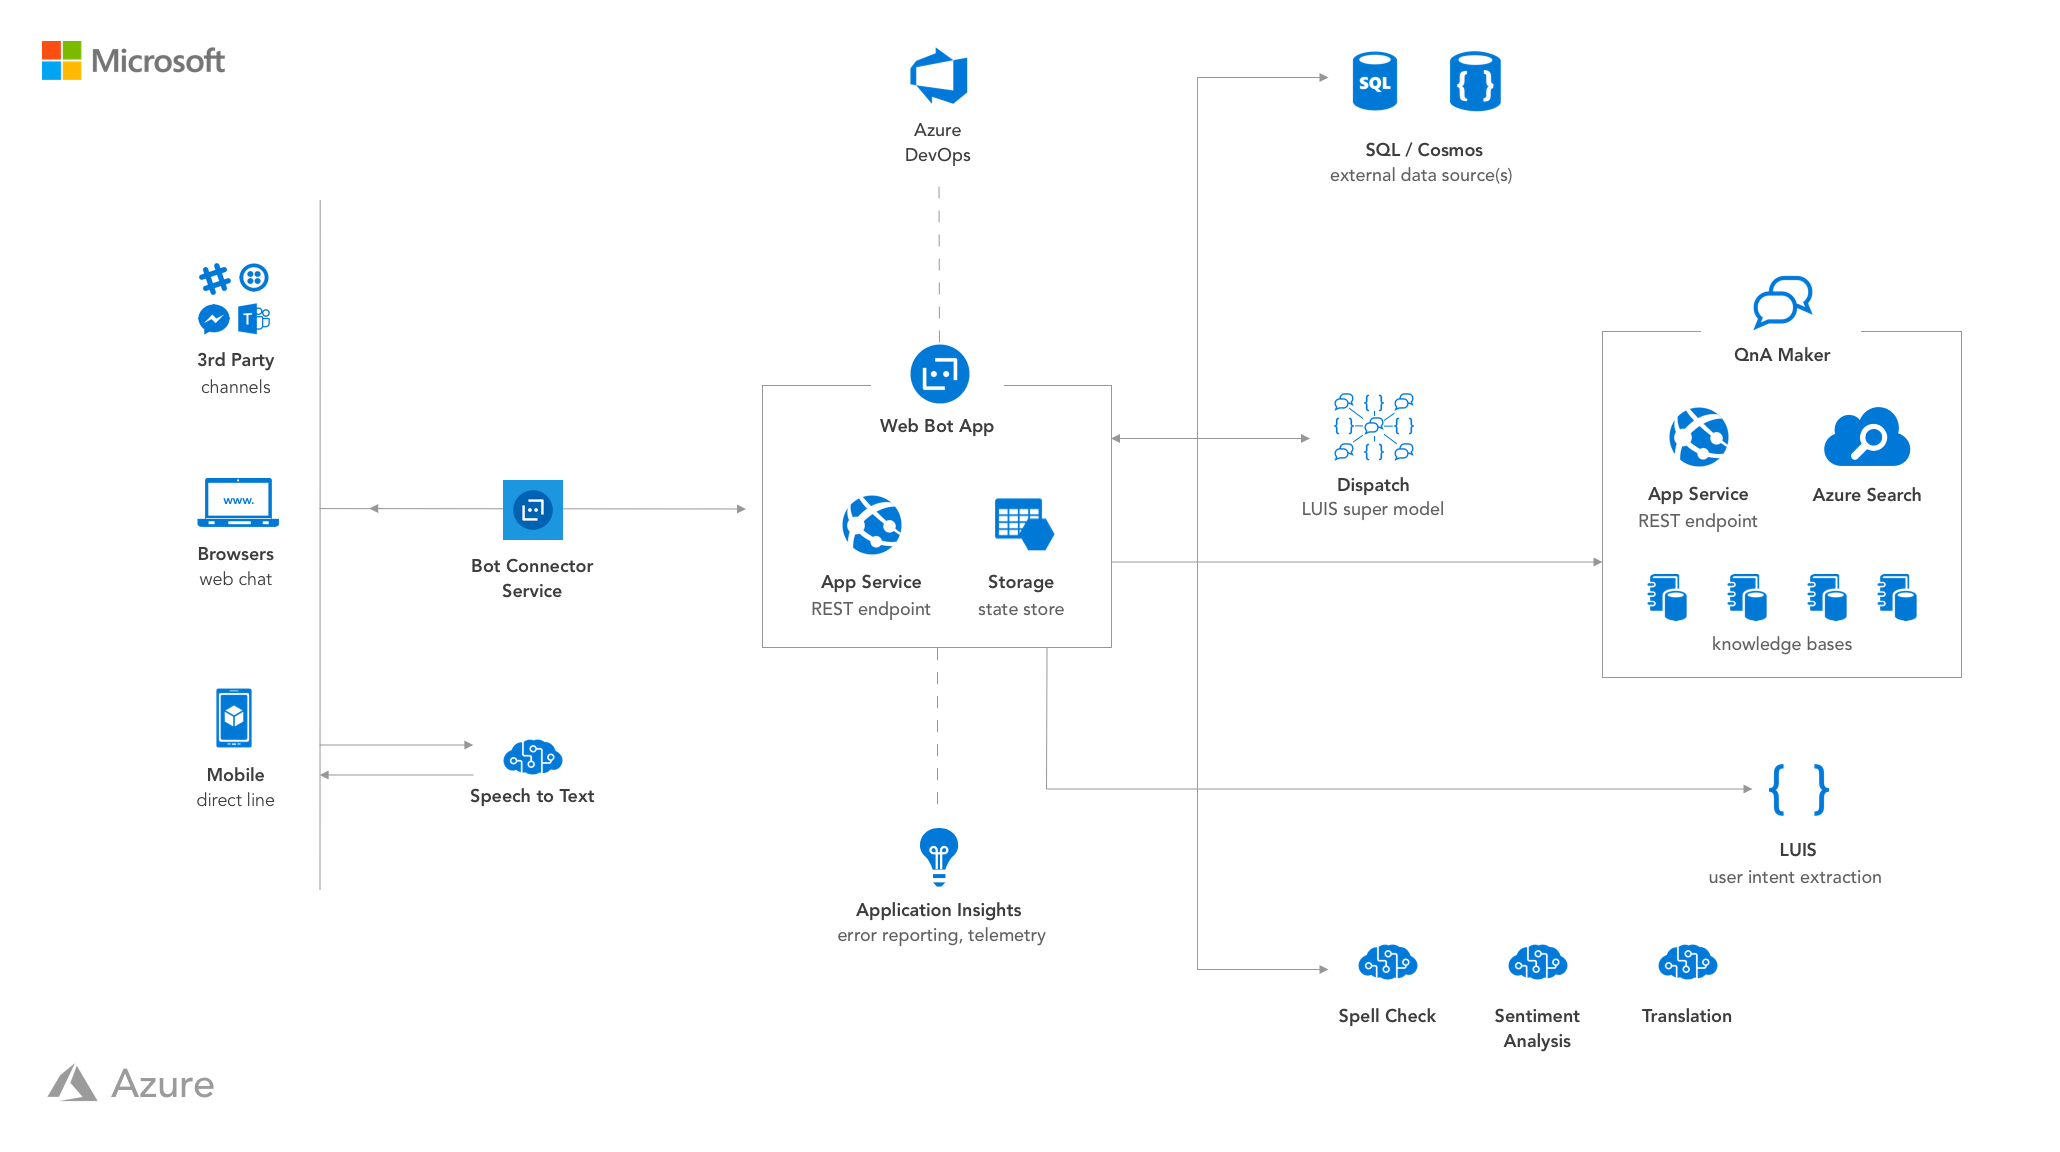 Microsoft
Azure
DevOps
SQL
{ }
SQL / Cosmos
external data source(s)
T
3rd Party
channels
www.
Browsers
web chat
Mobile
direct line
Bot Connector
Service
Speech to Text
Web Bot App
App Service
REST endpoint
Storage
state store
Application Insights
error reporting, telemetry
{ }
{ } { }
{ }
Dispatch
LUIS super model
QnA Maker
App Service
REST endpoint
Azure Search
knowledge bases
{ }
LUIS
user intent extraction
Spell Check
Sentiment
Analysis
Translation
Azure